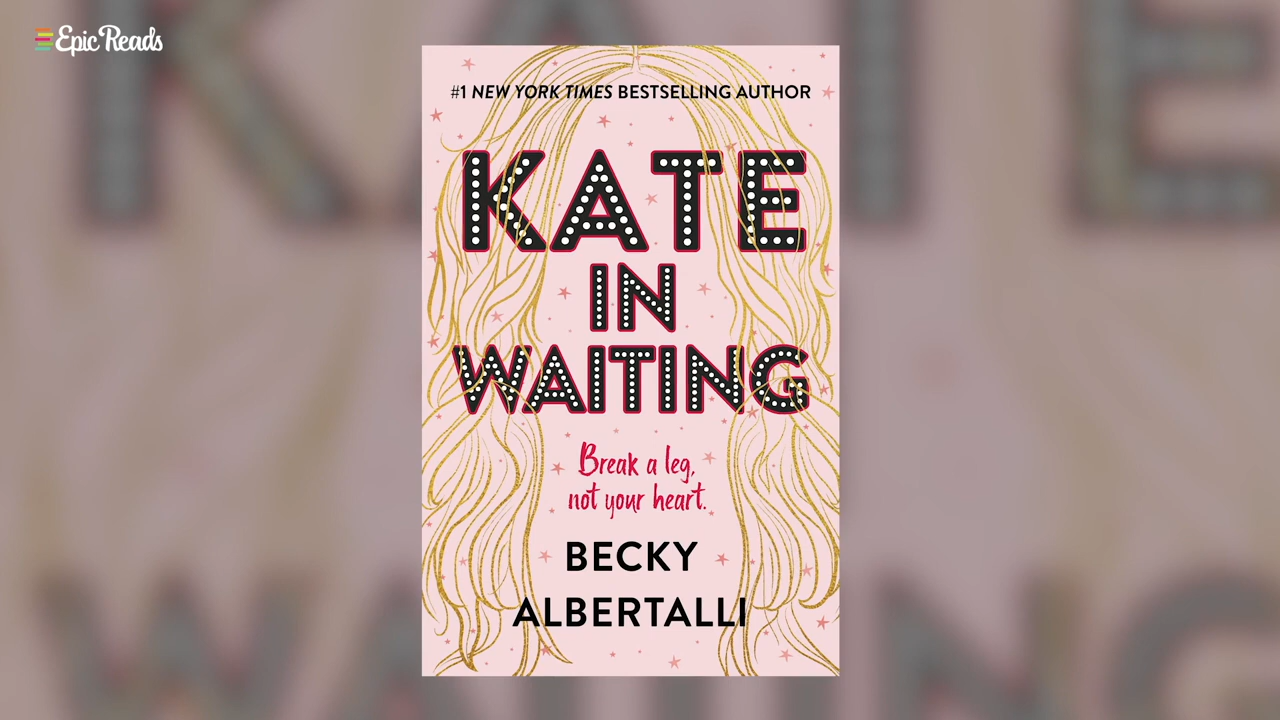 Epic Reads
#1 NEW YORK TIMES BESTSELLING AUTHOR
KATE
IN
WAITING
Break a leg,
not your heart.
BECKY
ALBERTALLI